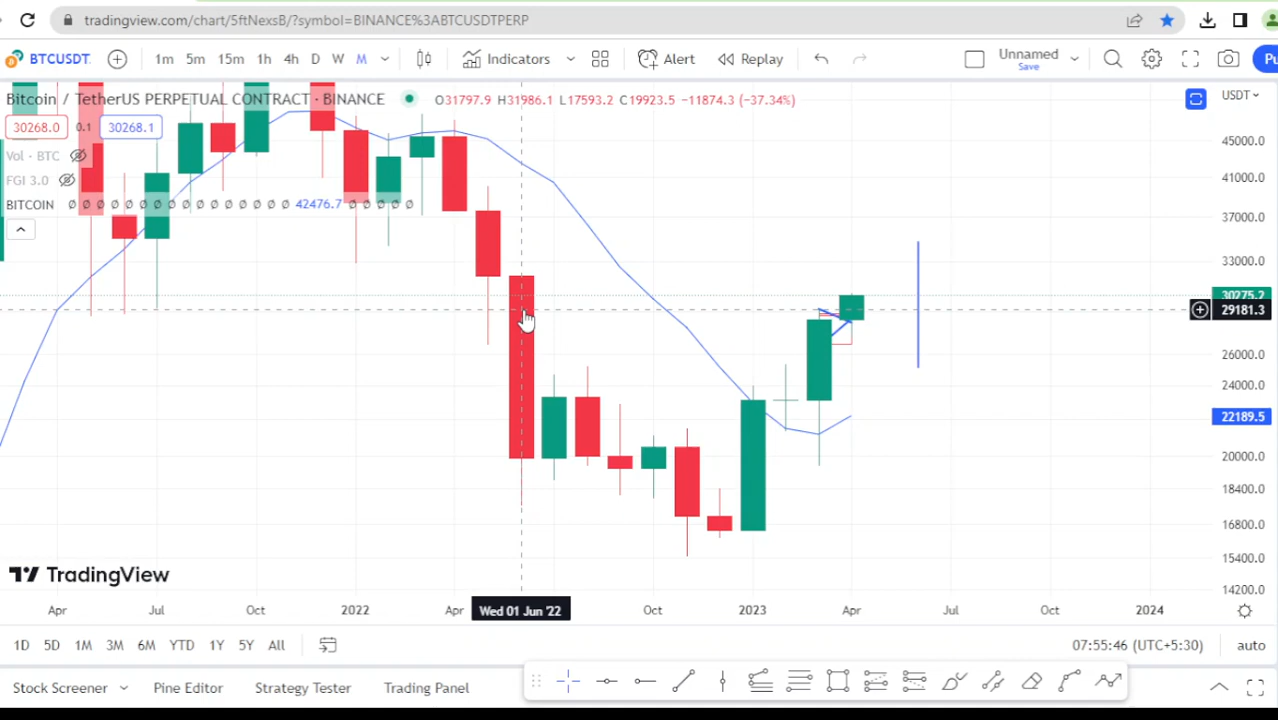 tradingview.com/chart/5ftNexsB/?symbol=BINANCE%3ABTCUSDTPERP
BTCUSDT 1m 5m 15m 1h 4h D W M Indicators Alert Replay Unnamed Save Pu
Bitcoin / TetherUS PERPETUAL CONTRACT · BINANCE O31797.9 H31986.1 L17593.2 C19923.5 −11874.3 (−37.34%) USDT
30268.0 0.1 30268.1
Vol · BTC
FGI 3.0
BITCOIN Ø Ø Ø Ø Ø Ø Ø Ø Ø Ø Ø Ø Ø Ø Ø Ø 42476.7 Ø Ø Ø Ø Ø
45000.0
41000.0
37000.0
33000.0
30275.2
29181.3
26000.0
24000.0
22189.5
20000.0
18400.0
16800.0
15400.0
14200.0
TradingView
Apr Jul Oct 2022 Apr Wed 01 Jun '22 Oct 2023 Apr Jul Oct 2024
1D 5D 1M 3M 6M YTD 1Y 5Y All 07:55:46 (UTC+5:30) auto
Stock Screener Pine Editor Strategy Tester Trading Panel